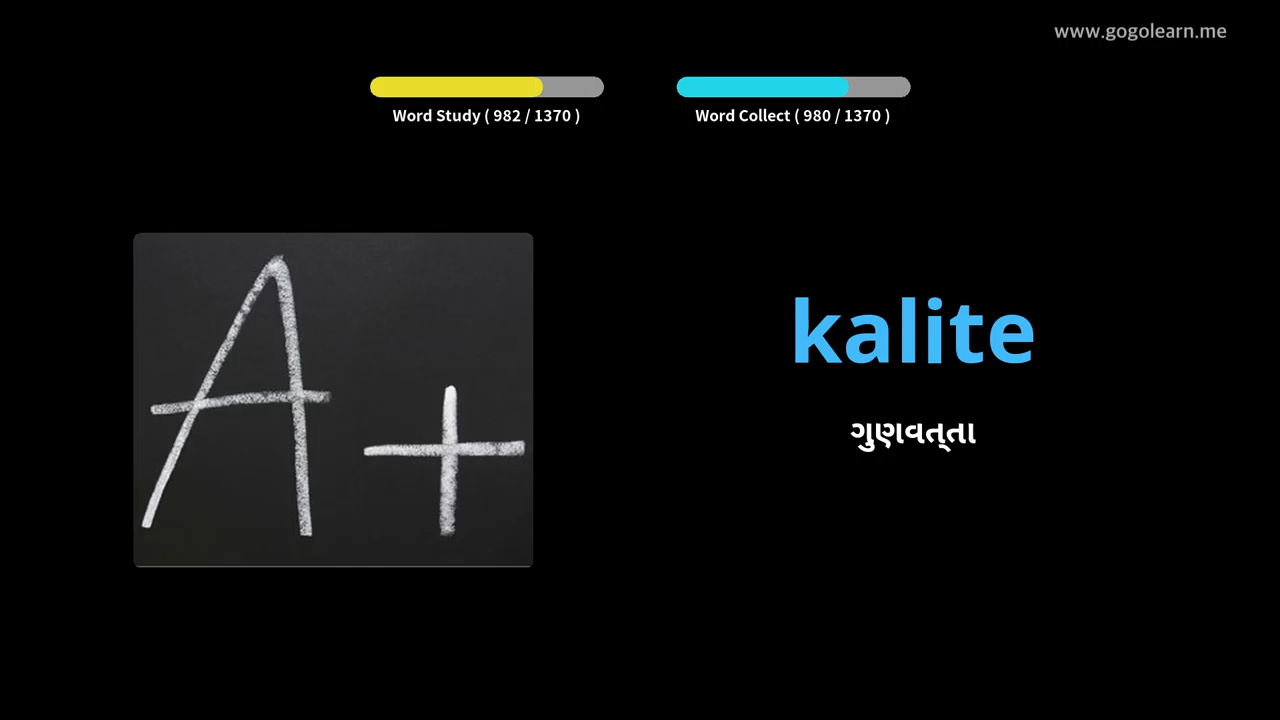 www.gogolearn.me
Word Study ( 982 / 1370 )
Word Collect ( 980 / 1370 )
A+
kalite
ગુણવત્તા